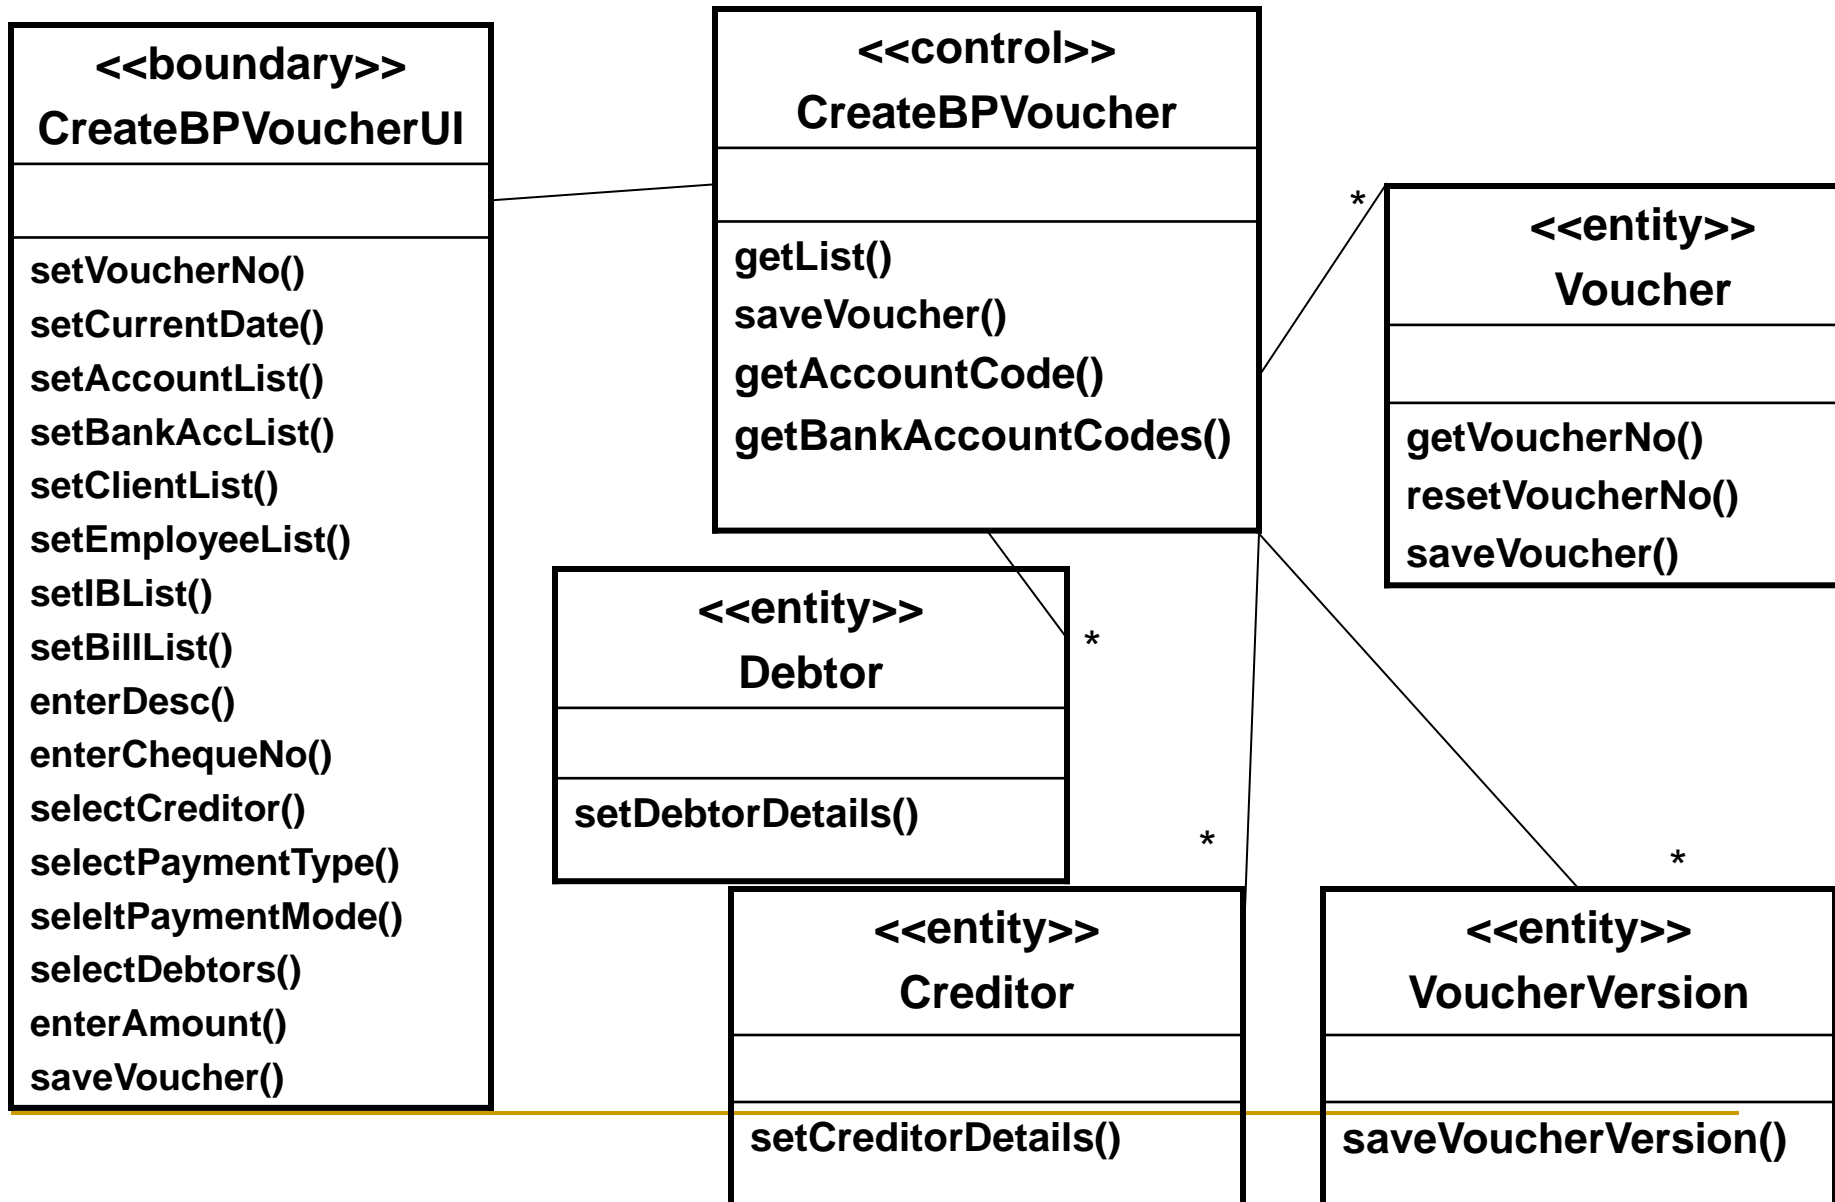 <<boundary>>
CreateBPVoucherUI
setVoucherNo()
setCurrentDate()
setAccountList()
setBankAccList()
setClientList()
setEmployeeList()
setIBList()
setBillList()
enterDesc()
enterChequeNo()
selectCreditor()
selectPaymentType()
seleltPaymentMode()
selectDebtors()
enterAmount()
saveVoucher()
<<control>>
CreateBPVoucher
getList()
saveVoucher()
getAccountCode()
getBankAccountCodes()
*
<<entity>>
Voucher
getVoucherNo()
resetVoucherNo()
saveVoucher()
<<entity>>
Debtor
setDebtorDetails()
*
*
<<entity>>
Creditor
setCreditorDetails()
*
<<entity>>
VoucherVersion
saveVoucherVersion()